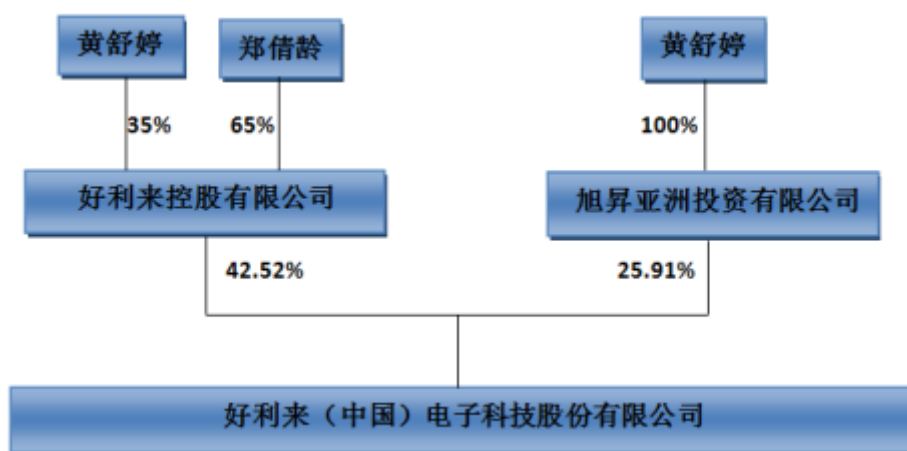 黄舒婷
郑倩龄
黄舒婷
35%
65%
100%
好利来控股有限公司
旭昇亚洲投资有限公司
42.52%
25.91%
好利来（中国）电子科技股份有限公司